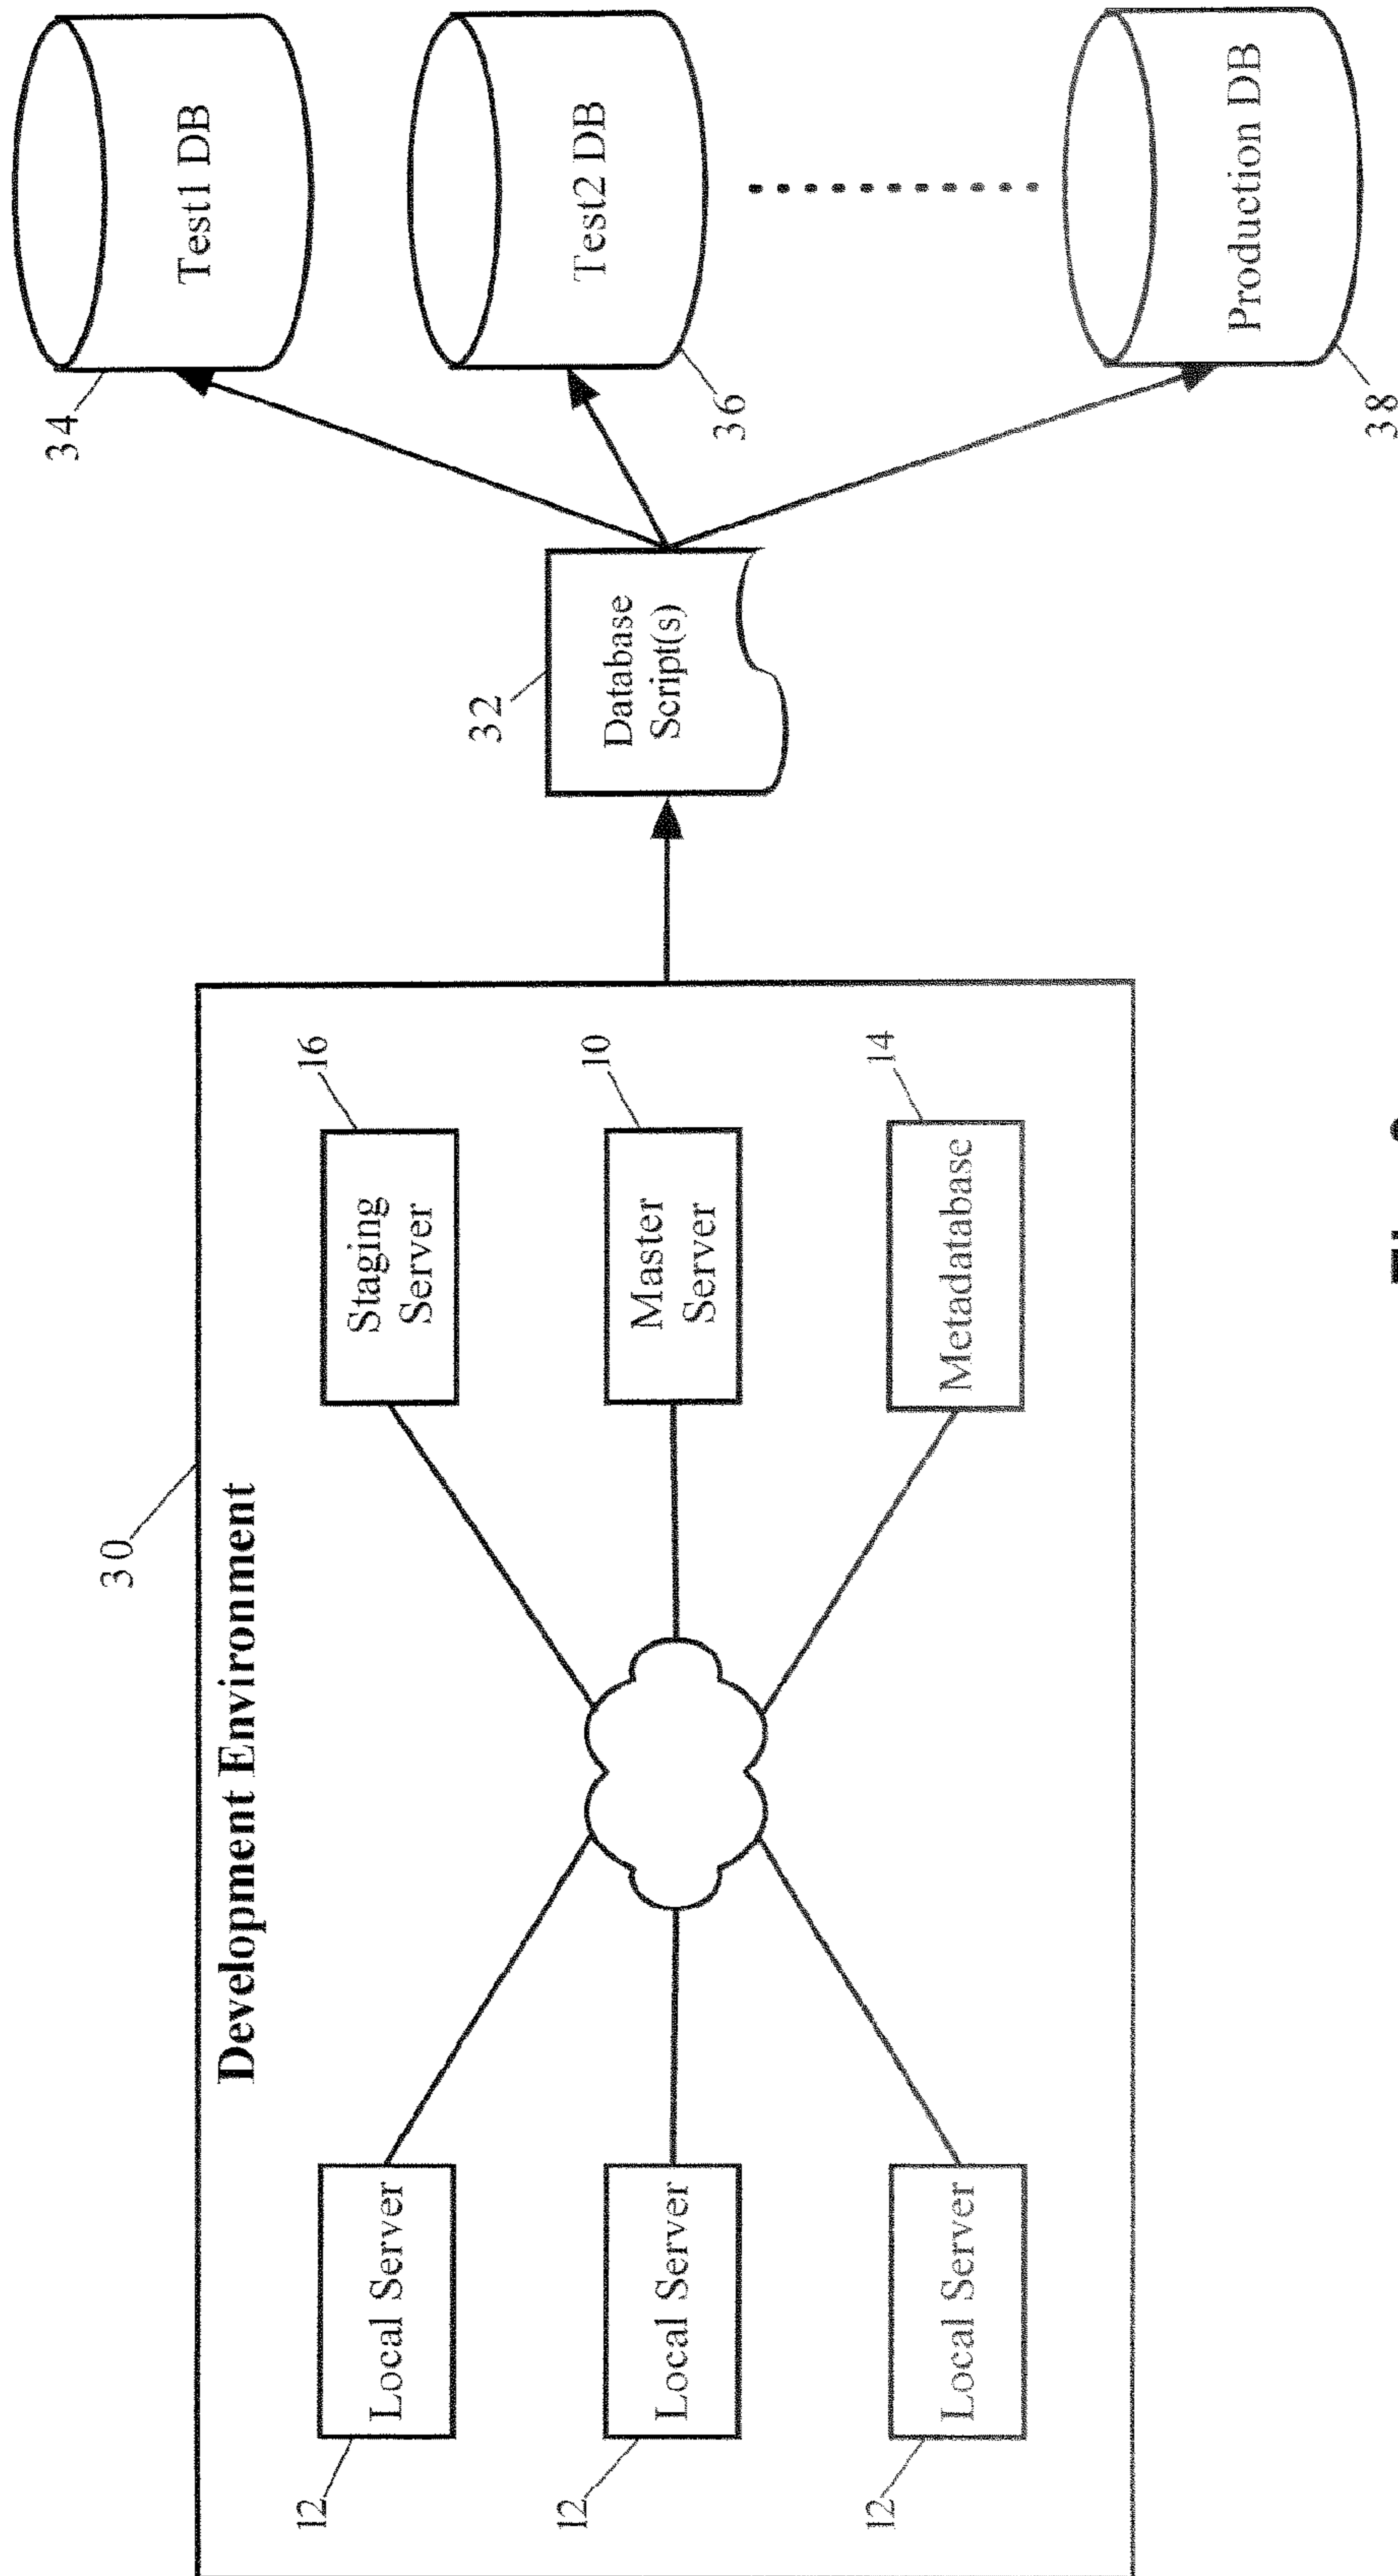 Development Environment
30
12
Local Server
12
Local Server
12
Local Server
Staging
Server
16
Master
Server
10
Metadatabase
14
32
Database
Script(s)
34
Test1 DB
36
Test2 DB
38
Production DB